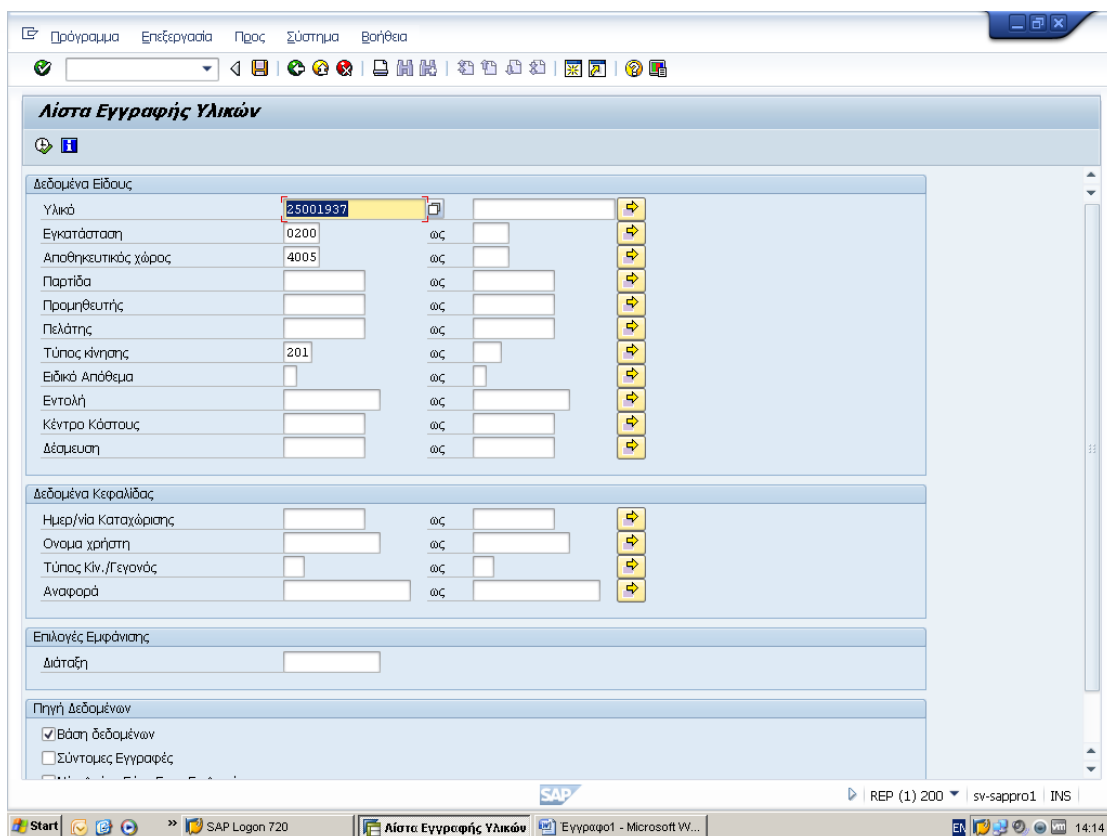 Πρόγραμμα Επεξεργασία Προς Σύστημα Βοήθεια
Λίστα Εγγραφής Υλικών
Δεδομένα Είδους
Υλικό 25001937
Εγκατάσταση 0200 ως
Αποθηκευτικός χώρος 4005 ως
Παρτίδα ως
Προμηθευτής ως
Πελάτης ως
Τύπος κίνησης 201 ως
Ειδικό Απόθεμα ως
Εντολή ως
Κέντρο Κόστους ως
Δέσμευση ως
Δεδομένα Κεφαλίδας
Ημερ/νία Καταχώρισης ως
Ονομα χρήστη ως
Τύπος Κίν./Γεγονός ως
Αναφορά ως
Επιλογές Εμφάνισης
Διάταξη
Πηγή Δεδομένων
Βάση δεδομένων
Σύντομες Εγγραφές
SAP REP (1) 200 sv-sappro1 INS
Start » SAP Logon 720 Λίστα Εγγραφής Υλικών Έγγραφο1 - Microsoft W... EN 14:14